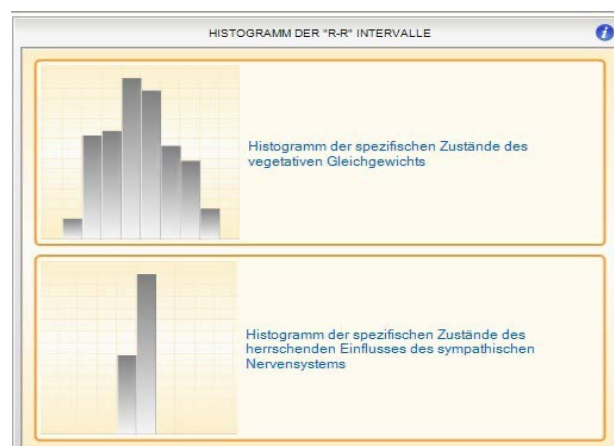 HISTOGRAMM DER "R-R" INTERVALLE
Histogramm der spezifischen Zustände des
vegetativen Gleichgewichts
Histogramm der spezifischen Zustände des
herrschenden Einflusses des sympathischen
Nervensystems